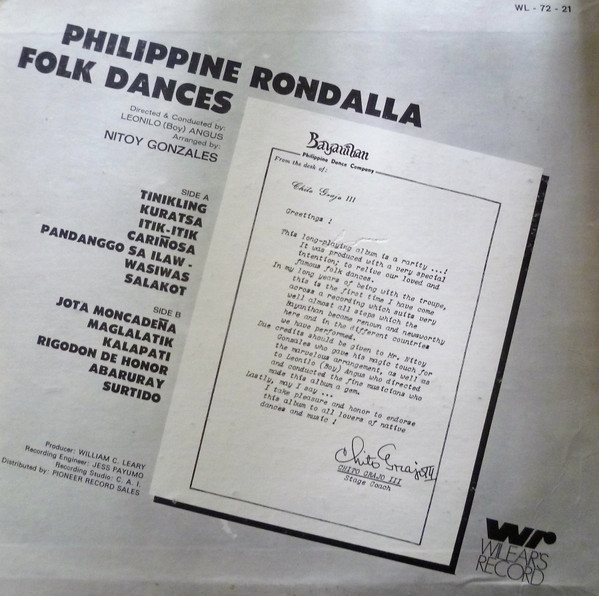 WL - 72 - 21
PHILIPPINE RONDALLA
FOLK DANCES
Directed & Conducted by:
LEONILO (Boy) ANGUS
Arranged by:
NITOY GONZALES
SIDE A
TINIKLING
KURATSA
ITIK-ITIK
CARIÑOSA
PANDANGGO SA ILAW -
WASIWAS
SALAKOT
SIDE B
JOTA MONCADEÑA
MAGLALATIK
KALAPATI
RIGODON DE HONOR
ABARURAY
SURTIDO
Producer: WILLIAM C. LEARY
Recording Engineer: JESS PAYUMO
Recording Studio: C. A. I.
Distributed by: PIONEER RECORD SALES
Bayanihan
Philippine Dance Company
From the desk of:
Chito Grajo III
Greetings !
This long-playing album is a rarity ...!
It was produced with a very special
intention; to relive our loved and
famous folk dances.
In my long years of being with the troupe,
this is the first time I have come
across a recording which suits very
well almost all steps which the
Bayanihan became renown and newsworthy
here and in the different countries
we have performed.
Due credits should be given to Mr. Nitoy
Gonzales who gave his magic touch for
the marvelous arrangement, as well as
to Leonilo (Boy) Angus who directed
and conducted the fine musicians who
made this album a gem.
Lastly, may I say ...
I take pleasure and honor to endorse
this album to all lovers of native
dances and music !
Chito Grajo III
CHITO GRAJO III
Stage Coach
wr
WILEARS
RECORD